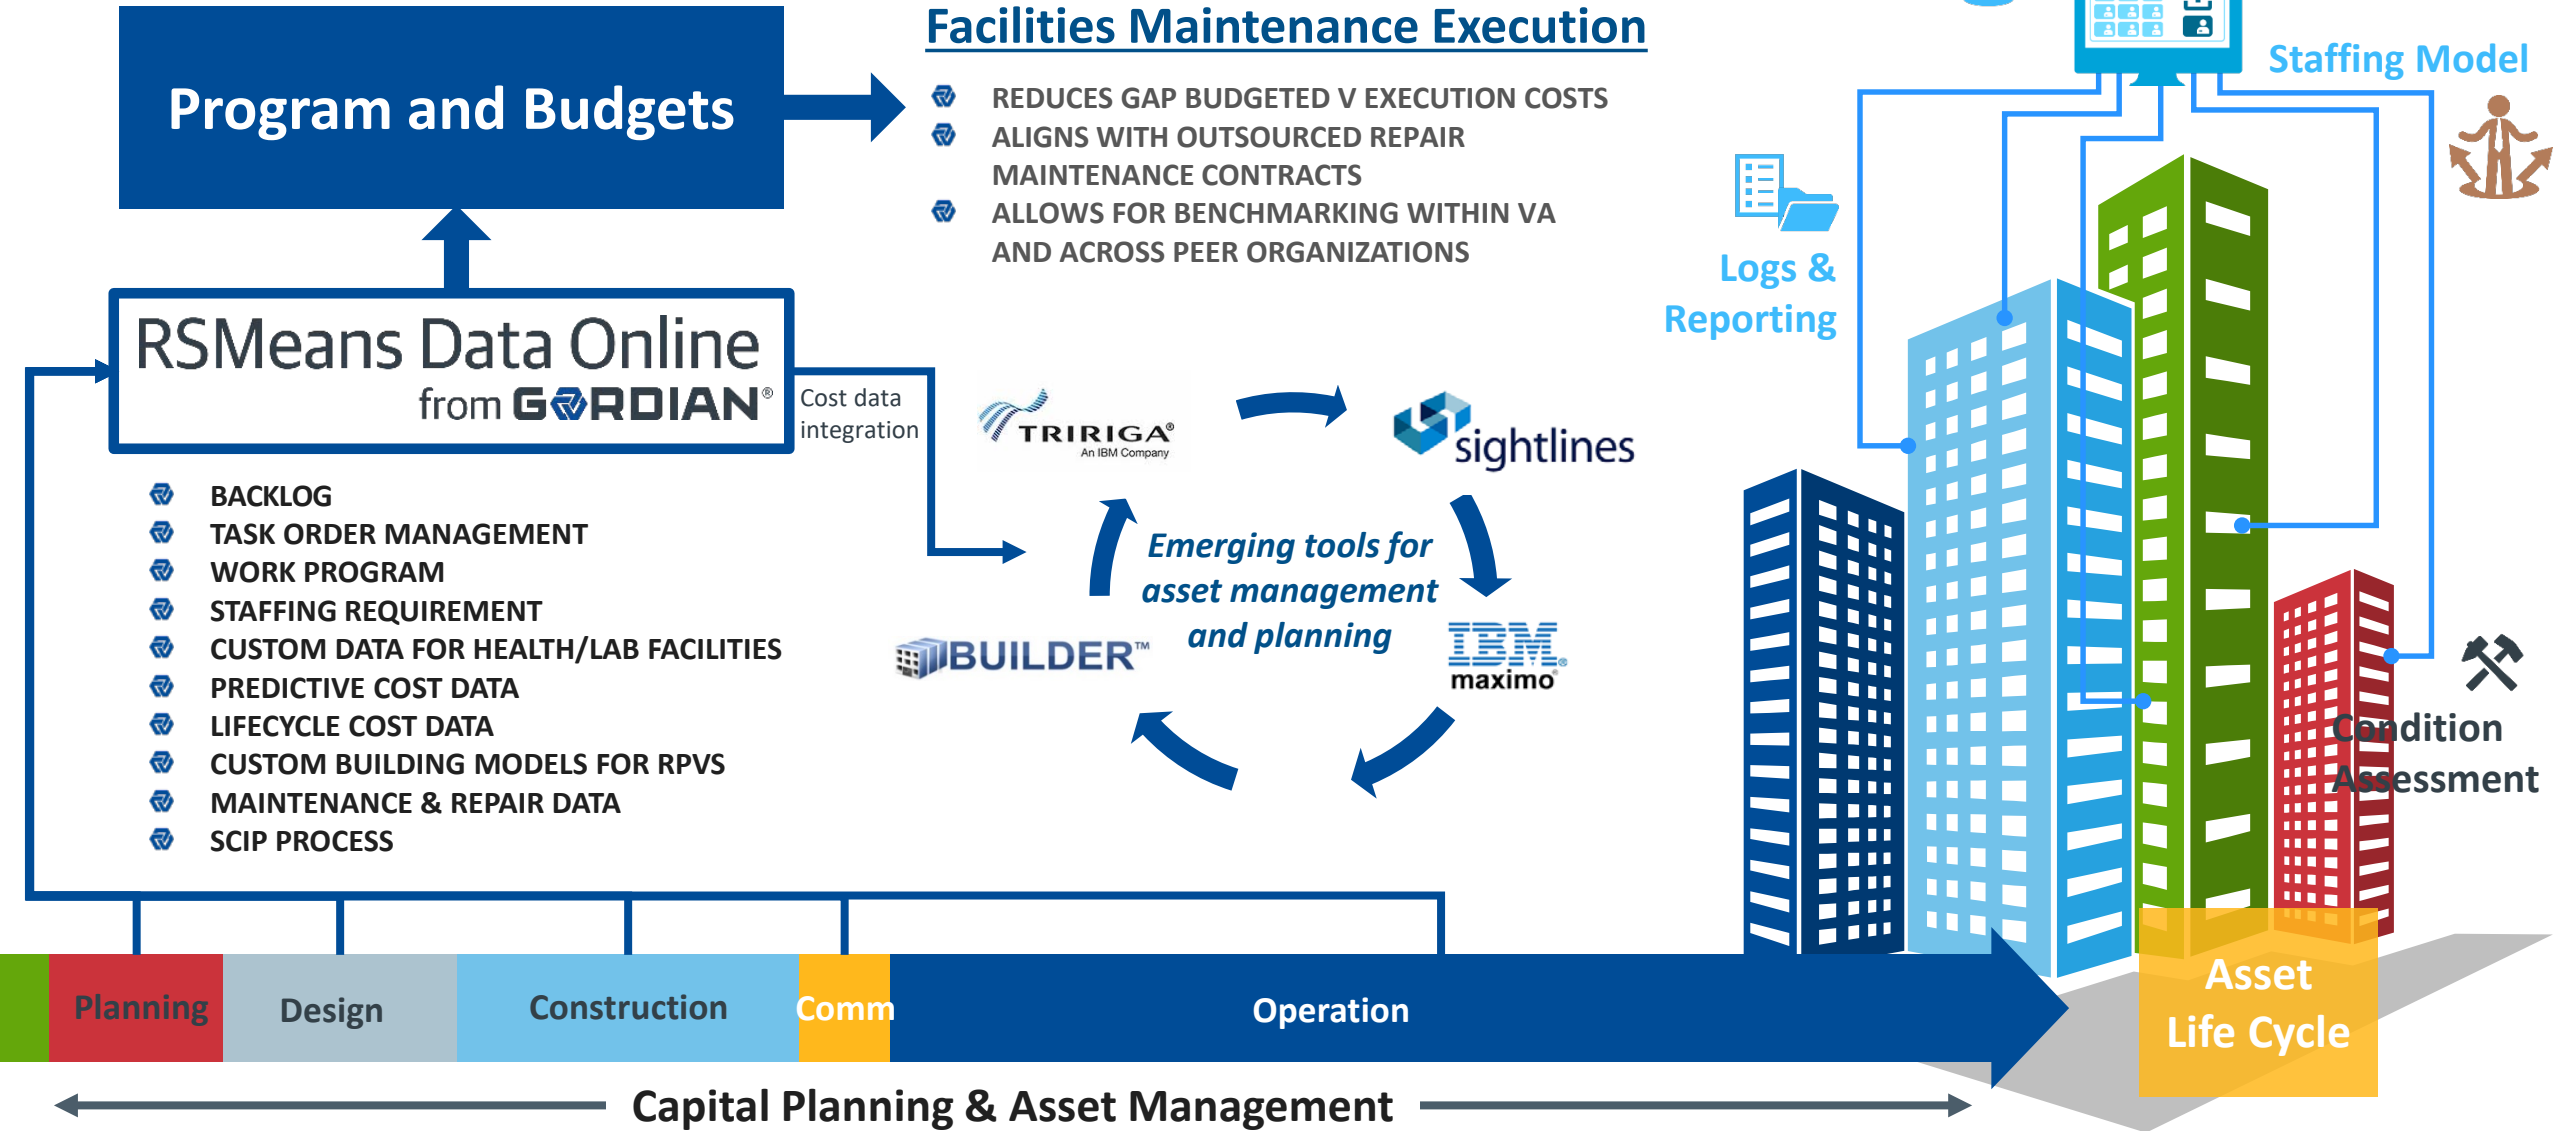 Facilities Maintenance Execution
Program and Budgets
REDUCES GAP BUDGETED V EXECUTION COSTS
ALIGNS WITH OUTSOURCED REPAIR
MAINTENANCE CONTRACTS
ALLOWS FOR BENCHMARKING WITHIN VA
AND ACROSS PEER ORGANIZATIONS
Staffing Model
Logs &
Reporting
RSMeans Data Online
from GORDIAN®
Cost data
integration
TRIRIGA®
An IBM Company
sightlines
Emerging tools for
asset management
and planning
BUILDER™
IBM®
maximo®
BACKLOG
TASK ORDER MANAGEMENT
WORK PROGRAM
STAFFING REQUIREMENT
CUSTOM DATA FOR HEALTH/LAB FACILITIES
PREDICTIVE COST DATA
LIFECYCLE COST DATA
CUSTOM BUILDING MODELS FOR RPVS
MAINTENANCE & REPAIR DATA
SCIP PROCESS
Condition
Assessment
Planning
Design
Construction
Comm
Operation
Asset
Life Cycle
Capital Planning & Asset Management